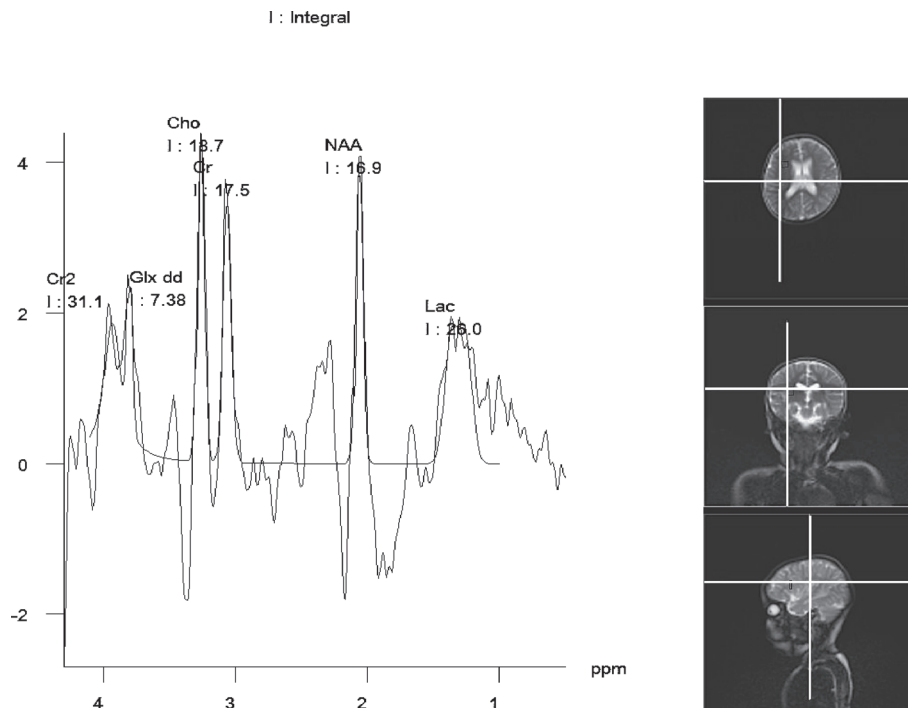 I : Integral
Cho
I : 18.7
Cr
I : 17.5
NAA
I : 16.9
Cr2
I : 31.1
Glx dd
: 7.38
Lac
I : 26.0
4
2
0
-2
4
3
2
1
ppm